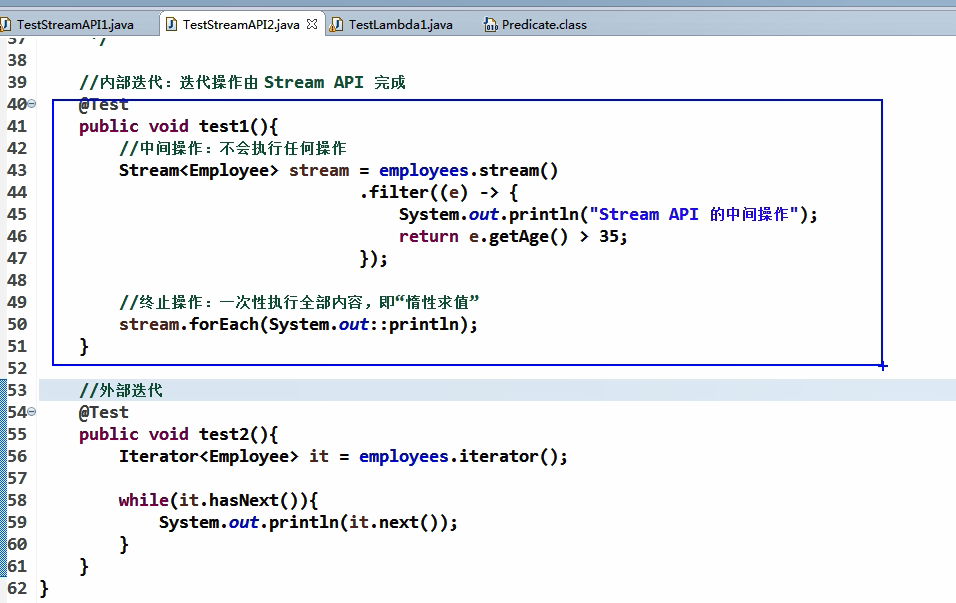 TestStreamAPI1.java TestStreamAPI2.java TestLambda1.java Predicate.class
37 */
38
39 //内部迭代：迭代操作由 Stream API 完成
40 @Test
41 public void test1(){
42 //中间操作：不会执行任何操作
43 Stream<Employee> stream = employees.stream()
44 .filter((e) -> {
45 System.out.println("Stream API 的中间操作");
46 return e.getAge() > 35;
47 });
48
49 //终止操作：一次性执行全部内容，即“惰性求值”
50 stream.forEach(System.out::println);
51 }
52
53 //外部迭代
54 @Test
55 public void test2(){
56 Iterator<Employee> it = employees.iterator();
57
58 while(it.hasNext()){
59 System.out.println(it.next());
60 }
61 }
62 }